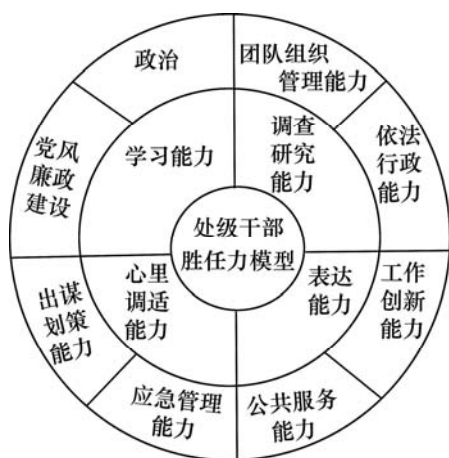 政治
团队组织
管理能力
党风
廉政
建设
学习能力
调查
研究
能力
依法
行政
能力
处级干部
胜任力模型
心里
调适
能力
表达
能力
出谋
划策
能力
工作
创新
能力
应急管理
能力
公共服务
能力